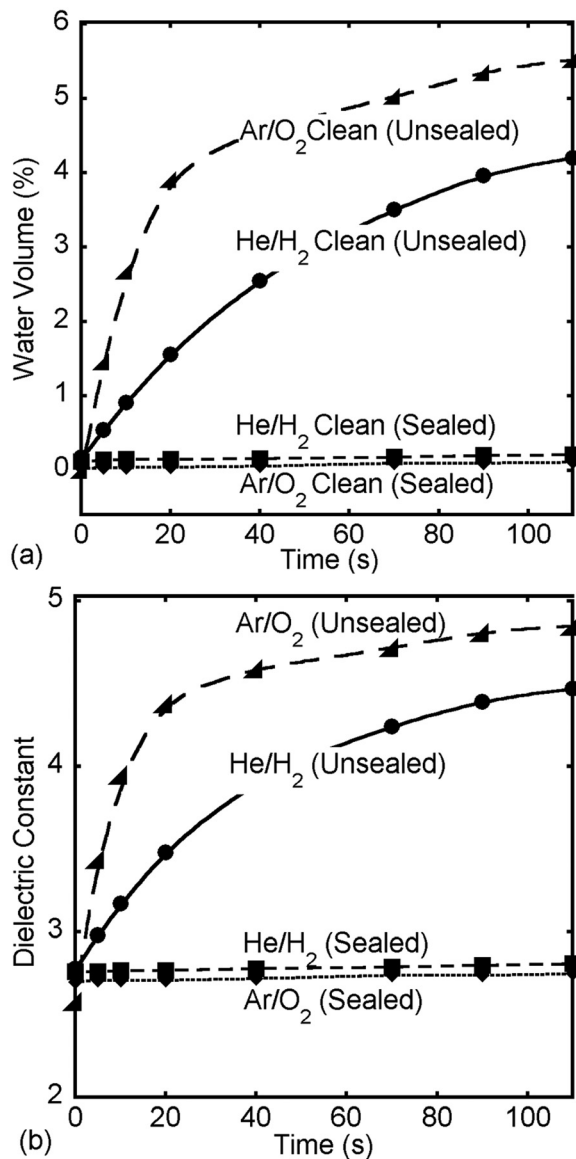 6
5
4
3
2
1
0
Water Volume (%)
Ar/O2 Clean (Unsealed)
He/H2 Clean (Unsealed)
He/H2 Clean (Sealed)
Ar/O2 Clean (Sealed)
0 20 40 60 80 100
(a) Time (s)
5
4
3
2
Dielectric Constant
Ar/O2 (Unsealed)
He/H2 (Unsealed)
He/H2 (Sealed)
Ar/O2 (Sealed)
0 20 40 60 80 100
(b) Time (s)